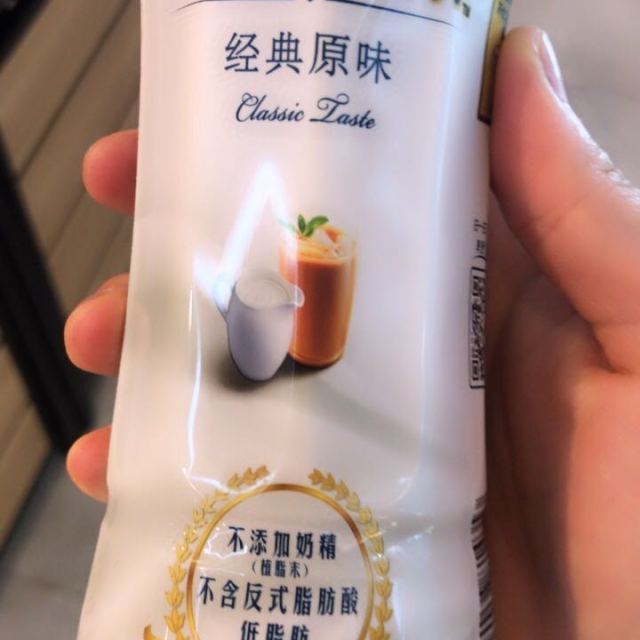 经典原味
Classic Taste
不添加奶精
(植脂末)
不含反式脂肪酸
低脂肪